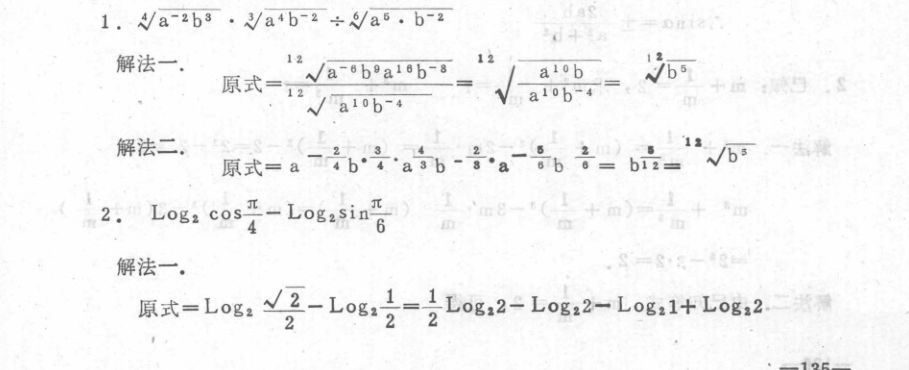 1. ∜(a⁻²b³) · ∛(a⁴b⁻²) ÷ ⁶√(a⁵·b⁻²)
解法一.
原式= ¹²√(a⁻⁶b⁹a¹⁶b⁻⁸) / ¹²√(a¹⁰b⁻⁴) = ¹²√(a¹⁰b / a¹⁰b⁻⁴) = ¹²√(b⁵)
解法二.
原式= a^(-2/4) b^(3/4) · a^(4/3) b^(-2/3) · a^(-5/6) b^(2/6) = b^(5/12) = ¹²√(b⁵)
2. Log₂ cos π/4 − Log₂ sin π/6
解法一.
原式=Log₂ √2/2 − Log₂ 1/2 = 1/2 Log₂2 − Log₂2 − Log₂1 + Log₂2
—135—